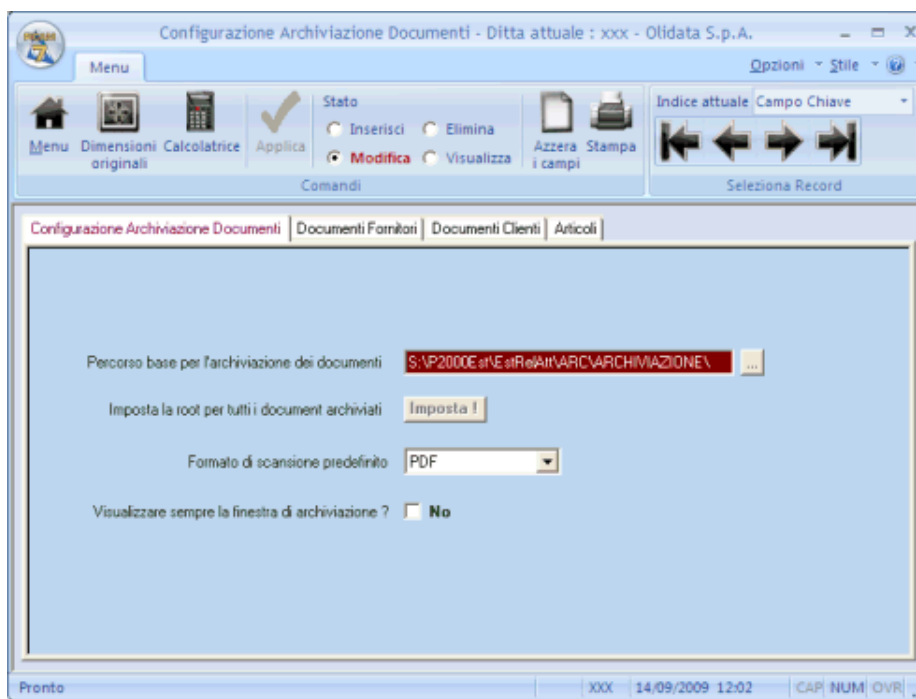 Configurazione Archiviazione Documenti - Ditta attuale : xxx - Olidata S.p.A.
Menu
Opzioni Stile
Stato
Indice attuale Campo Chiave
Inserisci Elimina
Menu Dimensioni originali Calcolatrice Applica
Modifica Visualizza
Azzera i campi Stampa
Comandi
Seleziona Record
Configurazione Archiviazione Documenti Documenti Fornitori Documenti Clienti Articoli
Percorso base per l'archiviazione dei documenti S:\P2000Est\EstRelAtt\ARC\ARCHIVIAZIONE\ ...
Imposta la root per tutti i document archiviati Imposta !
Formato di scansione predefinito PDF
Visualizzare sempre la finestra di archiviazione ? No
Pronto XXX 14/09/2009 12:02 CAP NUM OVR